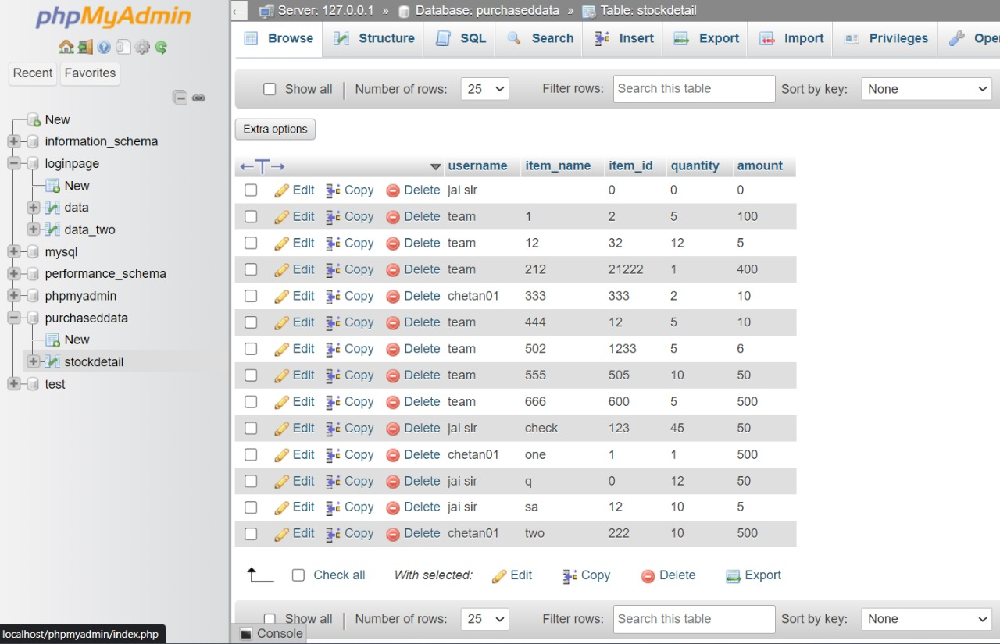 phpMyAdmin
Recent Favorites
New
information_schema
loginpage
New
data
data_two
mysql
performance_schema
phpmyadmin
purchaseddata
New
stockdetail
test
localhost/phpmyadmin/index.php
Server: 127.0.0.1 » Database: purchaseddata » Table: stockdetail
Browse Structure SQL Search Insert Export Import Privileges Oper
Show all Number of rows: 25 Filter rows: Search this table Sort by key: None
Extra options
username item_name item_id quantity amount
Edit Copy Delete jai sir 0 0 0
Edit Copy Delete team 1 2 5 100
Edit Copy Delete team 12 32 12 5
Edit Copy Delete team 212 21222 1 400
Edit Copy Delete chetan01 333 333 2 10
Edit Copy Delete team 444 12 5 10
Edit Copy Delete team 502 1233 5 6
Edit Copy Delete team 555 505 10 50
Edit Copy Delete team 666 600 5 500
Edit Copy Delete jai sir check 123 45 50
Edit Copy Delete chetan01 one 1 1 500
Edit Copy Delete jai sir q 0 12 50
Edit Copy Delete jai sir sa 12 10 5
Edit Copy Delete chetan01 two 222 10 500
Check all With selected: Edit Copy Delete Export
Show all Number of rows: 25 Filter rows: Search this table Sort by key: None
Console